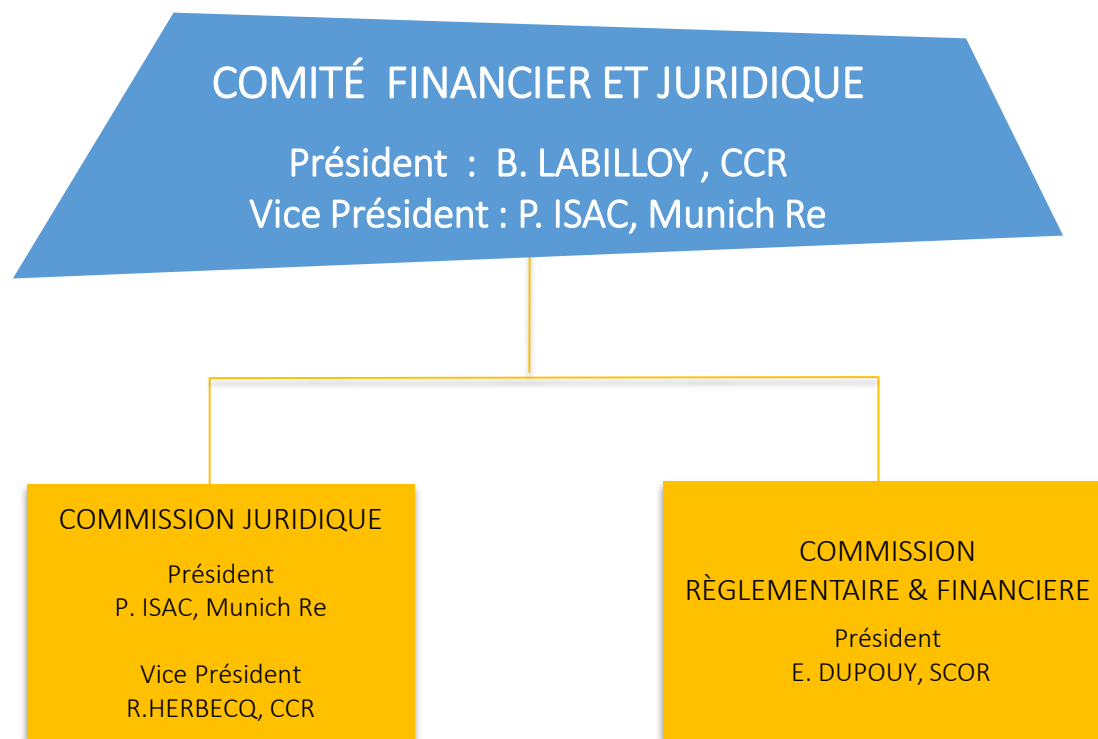 COMITÉ FINANCIER ET JURIDIQUE
Président : B. LABILLOY , CCR
Vice Président : P. ISAC, Munich Re
COMMISSION JURIDIQUE
Président
P. ISAC, Munich Re
Vice Président
R.HERBECQ, CCR
COMMISSION
RÈGLEMENTAIRE & FINANCIERE
Président
E. DUPOUY, SCOR